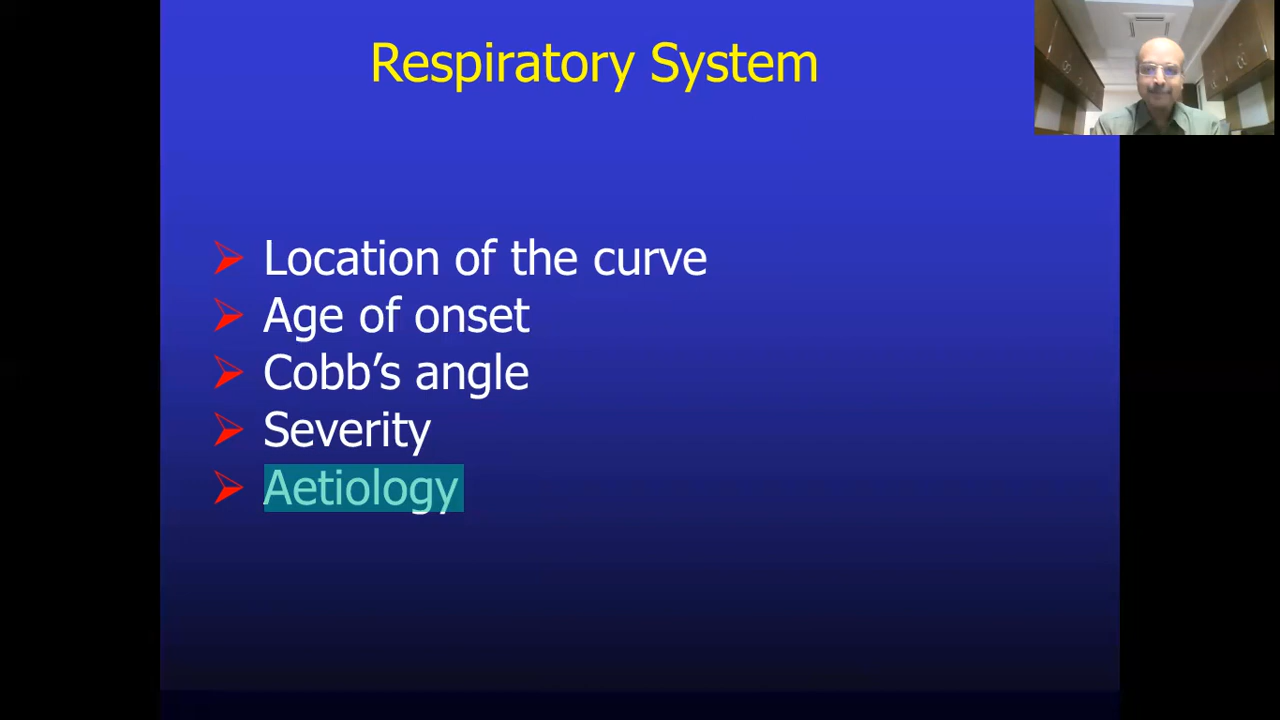 Respiratory System
Location of the curve
Age of onset
Cobb’s angle
Severity
Aetiology